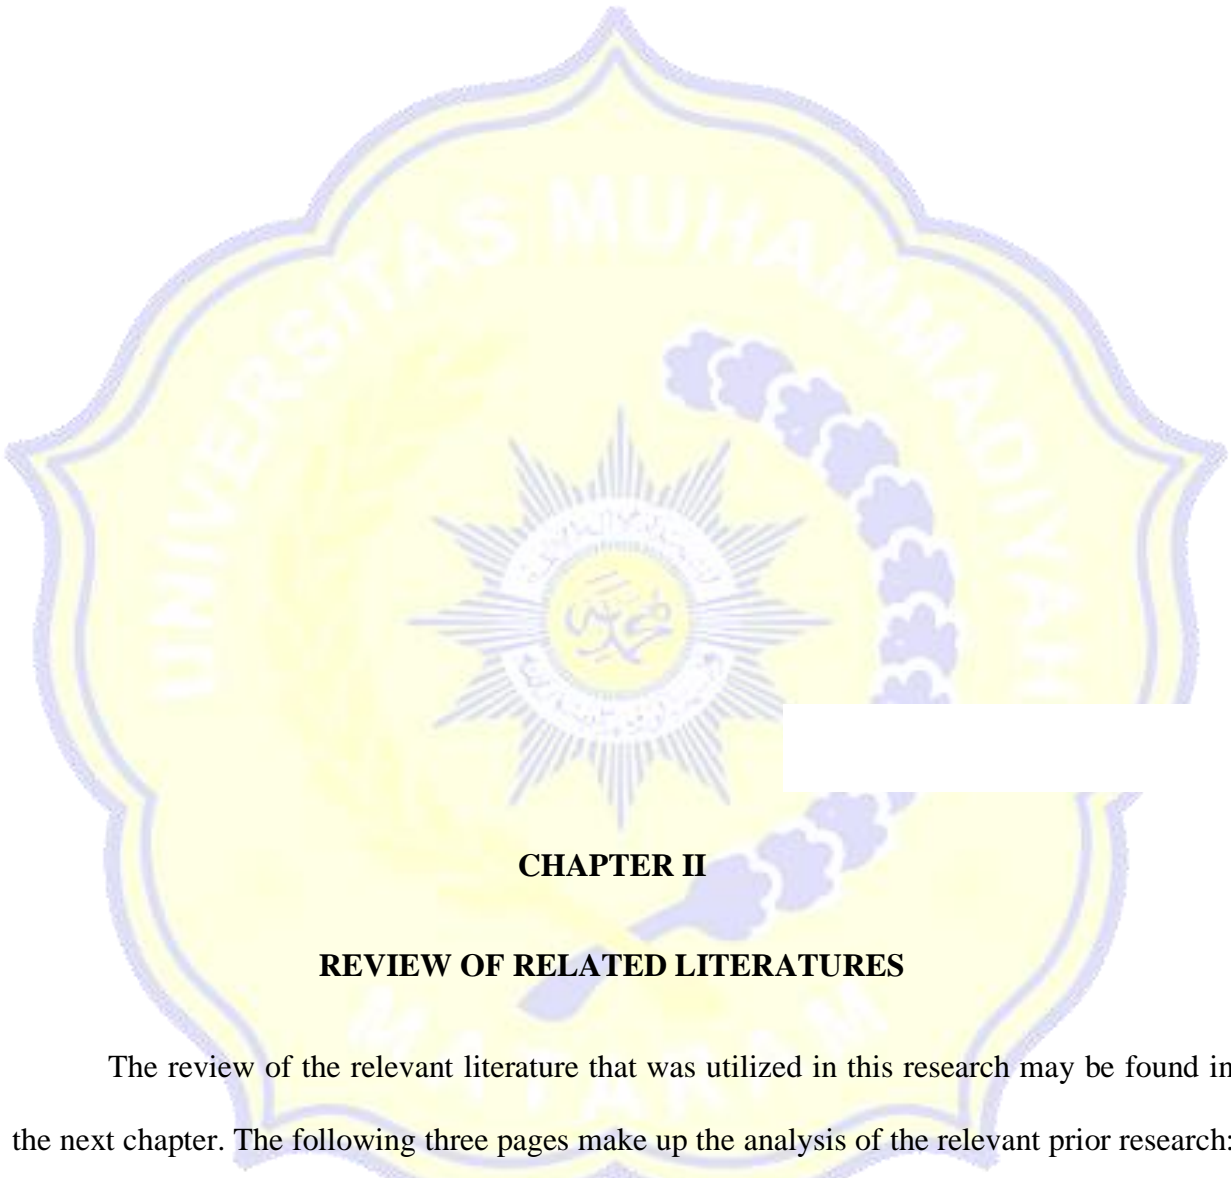 UNIVERSITAS MUHAMMADIYAH
MATARAM
CHAPTER II
REVIEW OF RELATED LITERATURES
The review of the relevant literature that was utilized in this research may be found in
the next chapter. The following three pages make up the analysis of the relevant prior research: